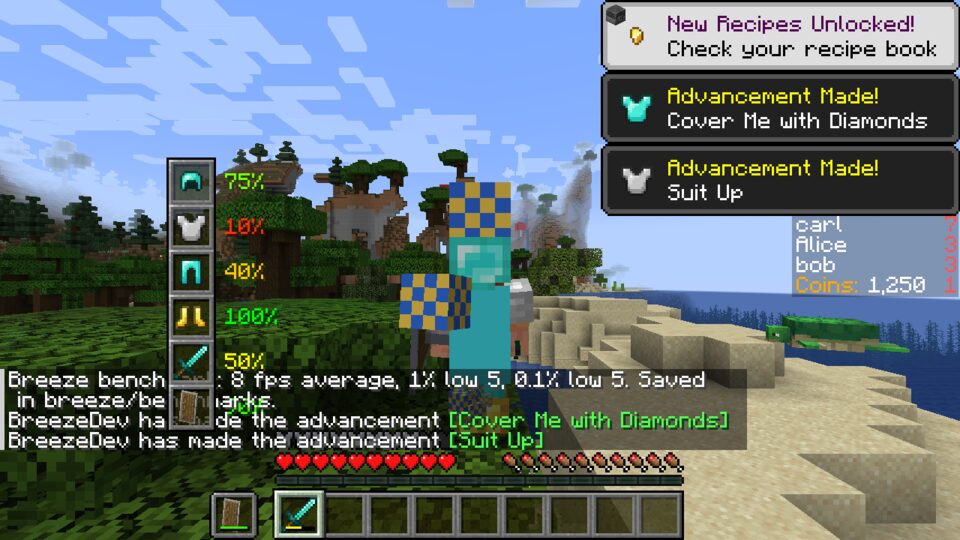 New Recipes Unlocked!
Check your recipe book
Advancement Made!
Cover Me with Diamonds
Advancement Made!
Suit Up
75%
10%
40%
100%
50%
carl 7
Alice 3
bob 3
Coins: 1,250 1
Breeze bench : 8 fps average, 1% low 5, 0.1% low 5. Saved
in breeze/be marks.
BreezeDev ha de the advancement [Cover Me with Diamonds]
BreezeDev has made the advancement [Suit Up]